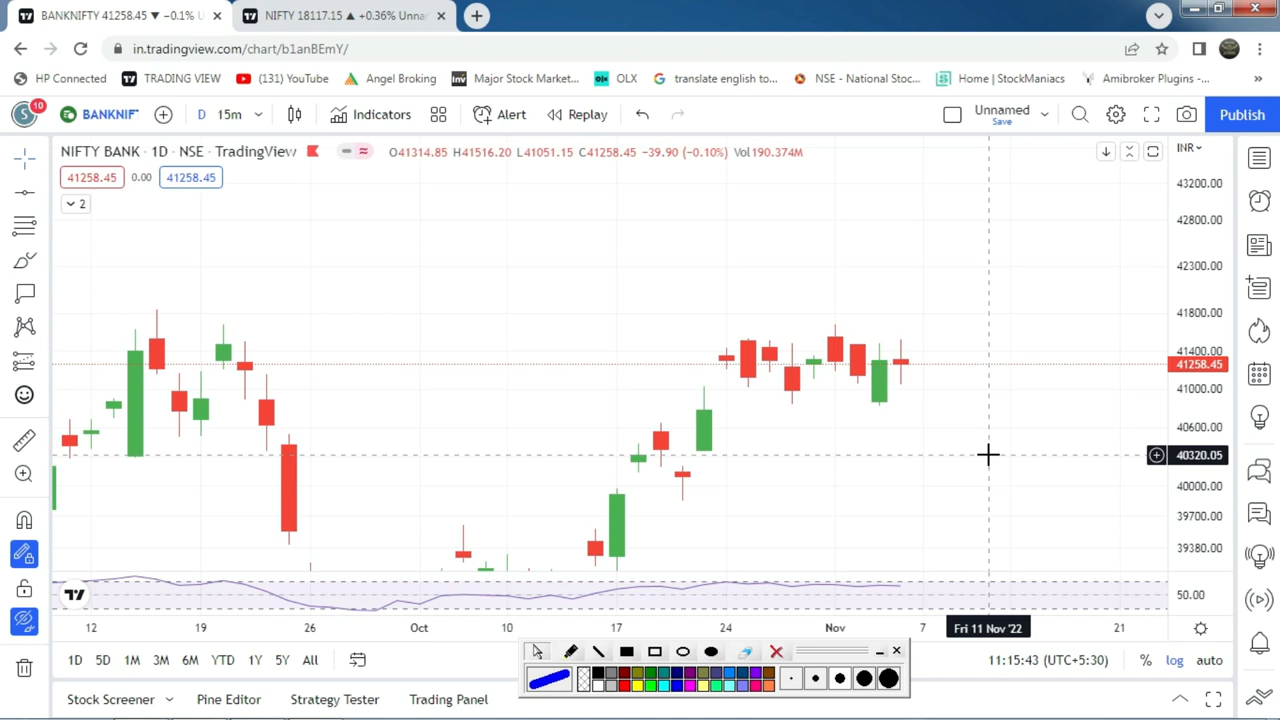 BANKNIFTY 41258.45 ▼ −0.1% U
NIFTY 18117.15 ▲ +0.36% Unna
in.tradingview.com/chart/b1anBEmY/
HP Connected
TRADING VIEW
(131) YouTube
Angel Broking
Inv
Major Stock Market...
olx
OLX
translate english to...
NSE - National Stoc...
Home | StockManiacs
Amibroker Plugins -...
»
S
10
BANKNIF
D
15m
Indicators
Alert
Replay
Unnamed
Save
Publish
NIFTY BANK · 1D · NSE · TradingView
O41314.85 H41516.20 L41051.15 C41258.45 −39.90 (−0.10%) Vol190.374M
INR
41258.45
0.00
41258.45
2
43200.00
42800.00
42300.00
41800.00
41400.00
41258.45
41000.00
40600.00
40320.05
40000.00
39700.00
39380.00
50.00
12
19
26
Oct
10
17
24
Nov
7
Fri 11 Nov '22
21
1D
5D
1M
3M
6M
YTD
1Y
5Y
All
11:15:43 (UTC+5:30)
%
log
auto
Stock Screener
Pine Editor
Strategy Tester
Trading Panel